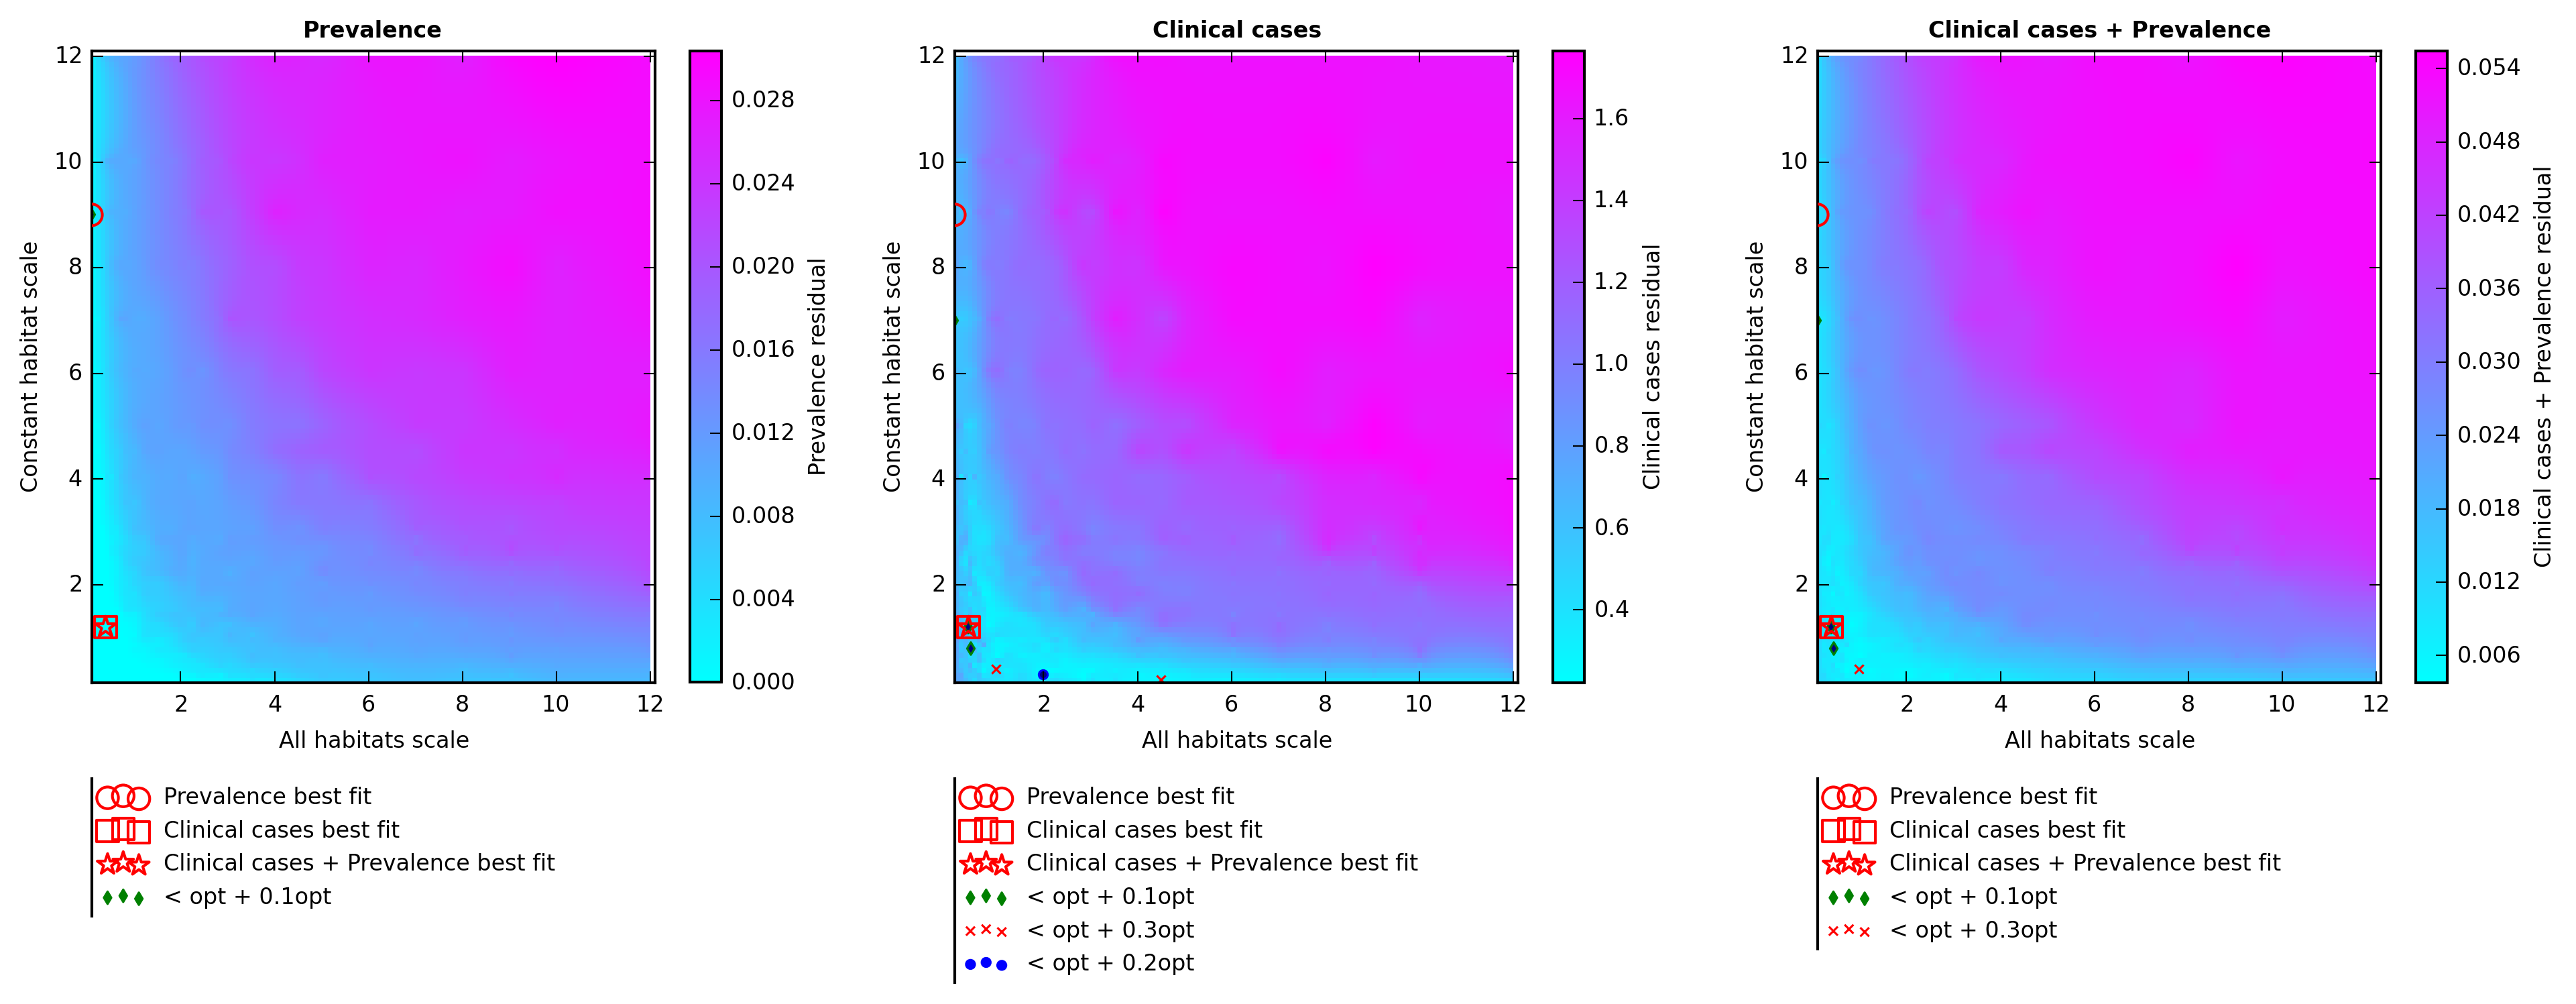 Prevalence
12
10
8
6
4
2
Constant habitat scale
2 4 6 8 10 12
All habitats scale
0.028
0.024
0.020
0.016
0.012
0.008
0.004
0.000
Prevalence residual
Prevalence best fit
Clinical cases best fit
Clinical cases + Prevalence best fit
< opt + 0.1opt
Clinical cases
12
10
8
6
4
2
Constant habitat scale
2 4 6 8 10 12
All habitats scale
1.6
1.4
1.2
1.0
0.8
0.6
0.4
Clinical cases residual
Prevalence best fit
Clinical cases best fit
Clinical cases + Prevalence best fit
< opt + 0.1opt
< opt + 0.3opt
< opt + 0.2opt
Clinical cases + Prevalence
12
10
8
6
4
2
Constant habitat scale
2 4 6 8 10 12
All habitats scale
0.054
0.048
0.042
0.036
0.030
0.024
0.018
0.012
0.006
Clinical cases + Prevalence residual
Prevalence best fit
Clinical cases best fit
Clinical cases + Prevalence best fit
< opt + 0.1opt
< opt + 0.3opt